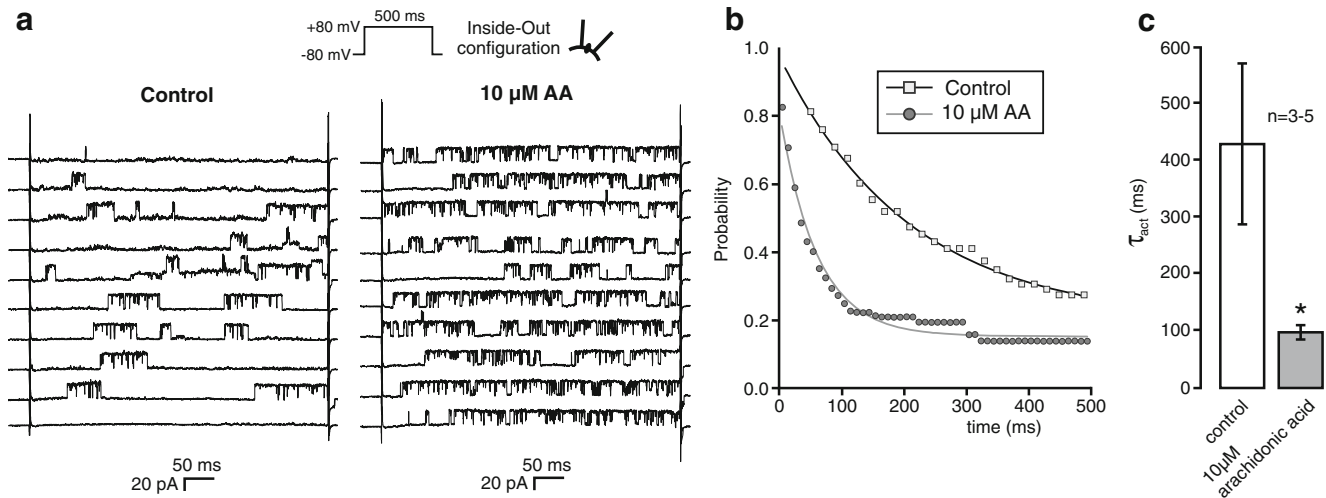 a
500 ms
+80 mV
-80 mV
Inside-Out
configuration
Control
10 µM AA
50 ms
20 pA
50 ms
20 pA
b
1.0
0.8
0.6
0.4
0.2
0.0
Probability
Control
10 µM AA
0
100
200
300
400
500
time (ms)
c
600
500
400
300
200
100
0
τact (ms)
n=3-5
*
control
10µM
arachidonic acid